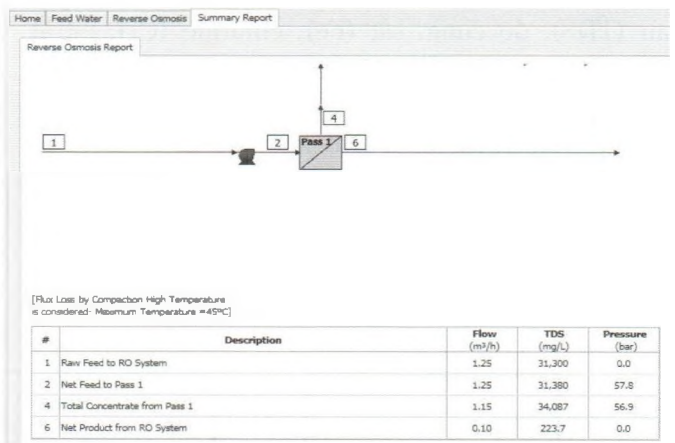 Home Feed Water Reverse Osmosis Summary Report
Reverse Osmosis Report
4
1 2 Pass 1 6
[Flux Loss by Compaction High Temperature
is considered- Maximum Temperature =45ºC]
# Description Flow (m³/h) TDS (mg/L) Pressure (bar)
1 Raw Feed to RO System 1.25 31,300 0.0
2 Net Feed to Pass 1 1.25 31,380 57.8
4 Total Concentrate from Pass 1 1.15 34,087 56.9
6 Net Product from RO System 0.10 223.7 0.0